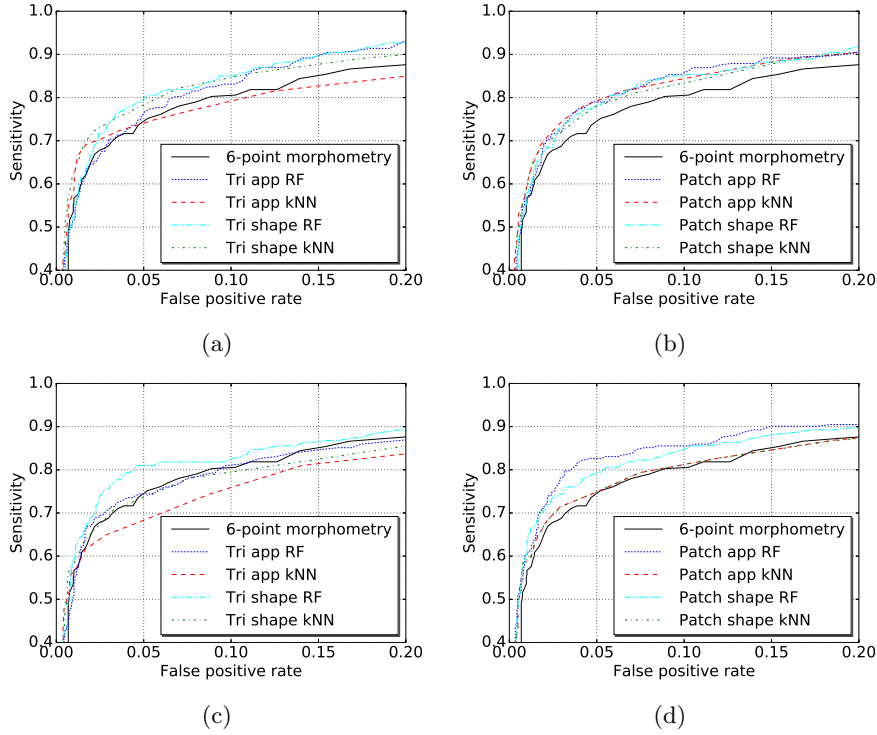 1.0
0.9
0.8
0.7
0.6
0.5
0.4
Sensitivity
0.00 0.05 0.10 0.15 0.20
False positive rate
6-point morphometry
Tri app RF
Tri app kNN
Tri shape RF
Tri shape kNN
(a)
1.0
0.9
0.8
0.7
0.6
0.5
0.4
Sensitivity
0.00 0.05 0.10 0.15 0.20
False positive rate
6-point morphometry
Patch app RF
Patch app kNN
Patch shape RF
Patch shape kNN
(b)
1.0
0.9
0.8
0.7
0.6
0.5
0.4
Sensitivity
0.00 0.05 0.10 0.15 0.20
False positive rate
6-point morphometry
Tri app RF
Tri app kNN
Tri shape RF
Tri shape kNN
(c)
1.0
0.9
0.8
0.7
0.6
0.5
0.4
Sensitivity
0.00 0.05 0.10 0.15 0.20
False positive rate
6-point morphometry
Patch app RF
Patch app kNN
Patch shape RF
Patch shape kNN
(d)